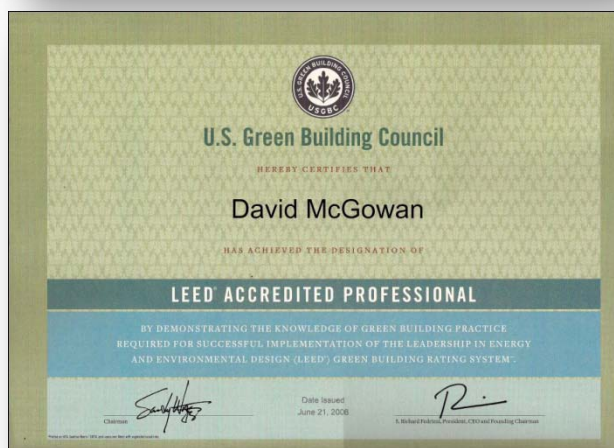 U.S. GREEN BUILDING COUNCIL
USGBC
U.S. Green Building Council
HEREBY CERTIFIES THAT
David McGowan
HAS ACHIEVED THE DESIGNATION OF
LEED® ACCREDITED PROFESSIONAL
BY DEMONSTRATING THE KNOWLEDGE OF GREEN BUILDING PRACTICE
REQUIRED FOR SUCCESSFUL IMPLEMENTATION OF THE LEADERSHIP IN ENERGY
AND ENVIRONMENTAL DESIGN (LEED®) GREEN BUILDING RATING SYSTEM™.
Date Issued
June 21, 2008
Chairman
S. Richard Fedrizzi, President, CEO and Founding Chairman